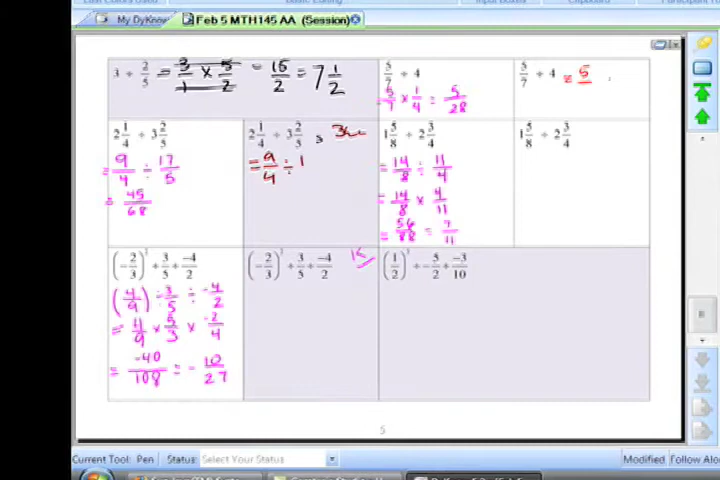 My DyKnow
Feb 5 MTH145 AA (Session)
3 ÷ 2/5 = 3/1 × 5/2 = 15/2 = 7 1/2
5/7 ÷ 4
= 5/7 × 1/4 = 5/28
5/7 ÷ 4 = 5
2 1/4 ÷ 3 2/5
= 9/4 ÷ 17/5
= 45/68
2 1/4 ÷ 3 2/5
= 9/4 ÷ 1
1 5/8 ÷ 2 3/4
= 14/8 ÷ 11/4
= 14/8 × 4/11
= 56/88 = 7/11
1 5/8 ÷ 2 3/4
(-2/3)² ÷ 3/5 ÷ -4/2
(4/9) ÷ 3/5 ÷ -4/2
= 11/9 × 5/3 × -2/4
= -40/108 = - 10/27
(-2/3)² ÷ 3/5 ÷ -4/2
÷ -5/2 ÷ -3/10
5
Current Tool: Pen
Status:
Select Your Status
Modified
Follow Alo